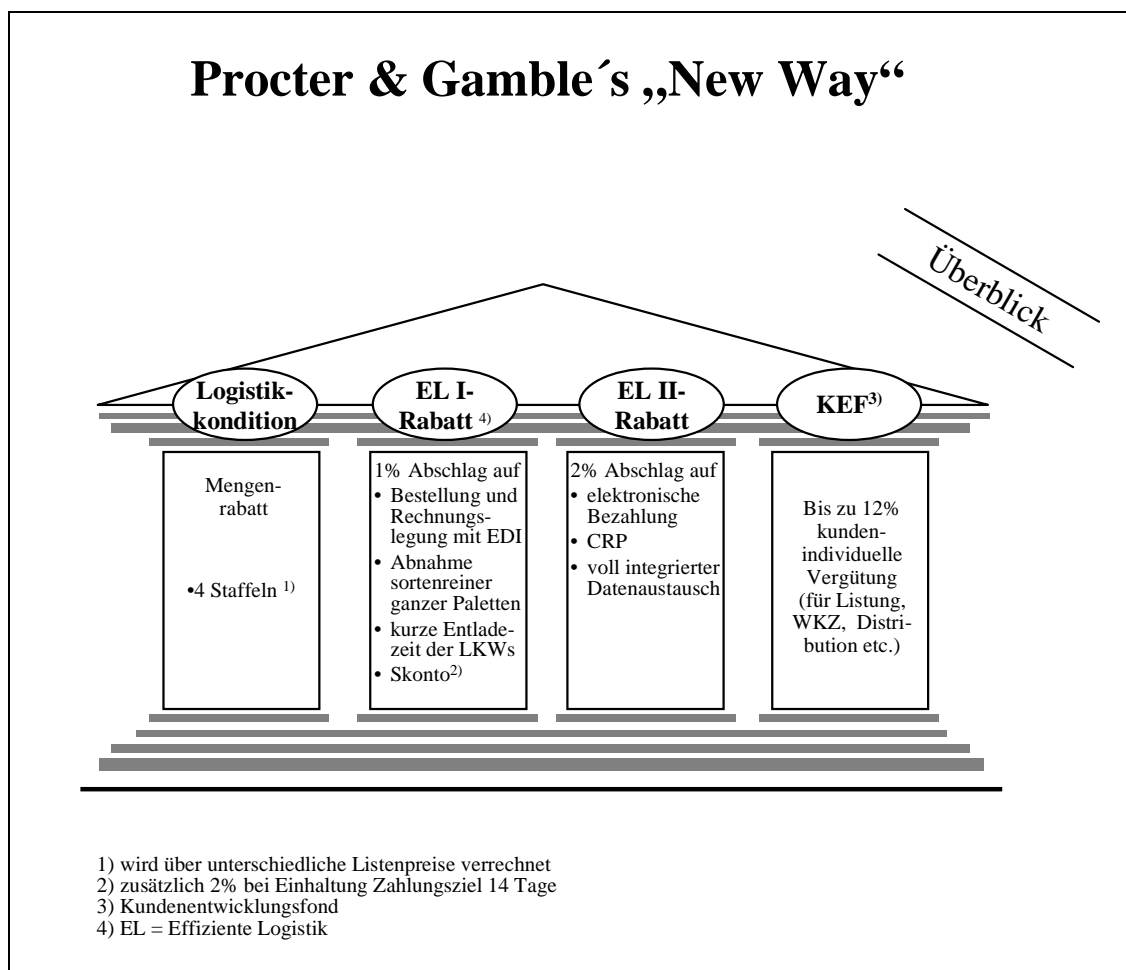 Procter & Gamble´s „New Way“
Überblick
Logistik-
kondition
EL I-
Rabatt 4)
EL II-
Rabatt
KEF3)
Mengen-
rabatt
•4 Staffeln 1)
1% Abschlag auf
• Bestellung und
Rechnungs-
legung mit EDI
• Abnahme
sortenreiner
ganzer Paletten
• kurze Entlade-
zeit der LKWs
• Skonto2)
2% Abschlag auf
• elektronische
Bezahlung
• CRP
• voll integrierter
Datenaustausch
Bis zu 12%
kunden-
individuelle
Vergütung
(für Listung,
WKZ, Distri-
bution etc.)
1) wird über unterschiedliche Listenpreise verrechnet
2) zusätzlich 2% bei Einhaltung Zahlungsziel 14 Tage
3) Kundenentwicklungsfond
4) EL = Effiziente Logistik